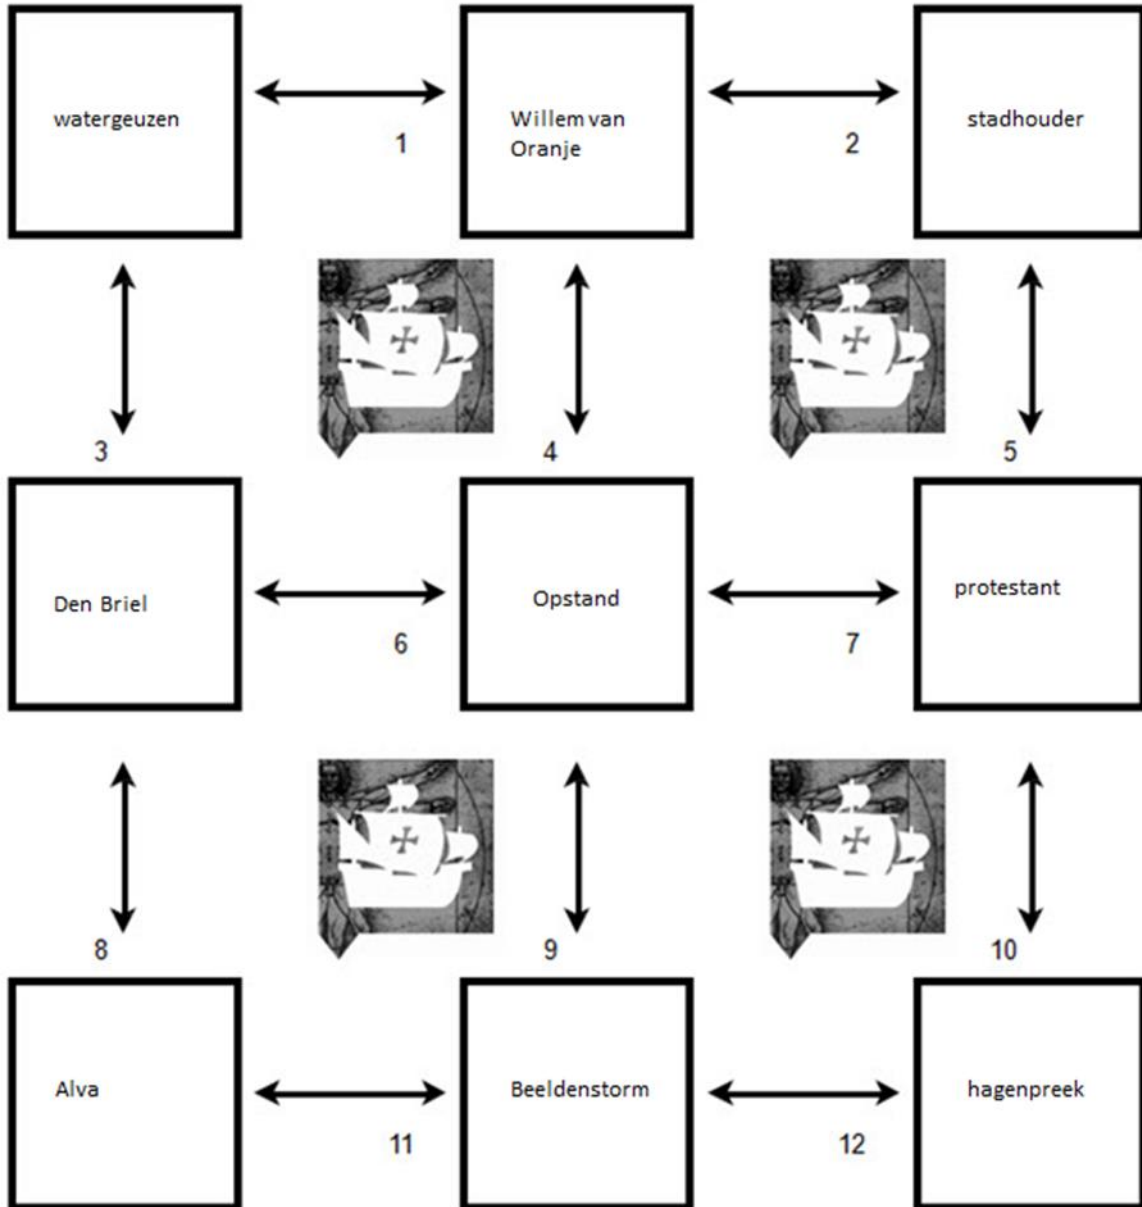 watergeuzen
Willem van
Oranje
stadhouder
1
2
3
4
5
Den Briel
Opstand
protestant
6
7
8
9
10
Alva
Beeldenstorm
hagenpreek
11
12